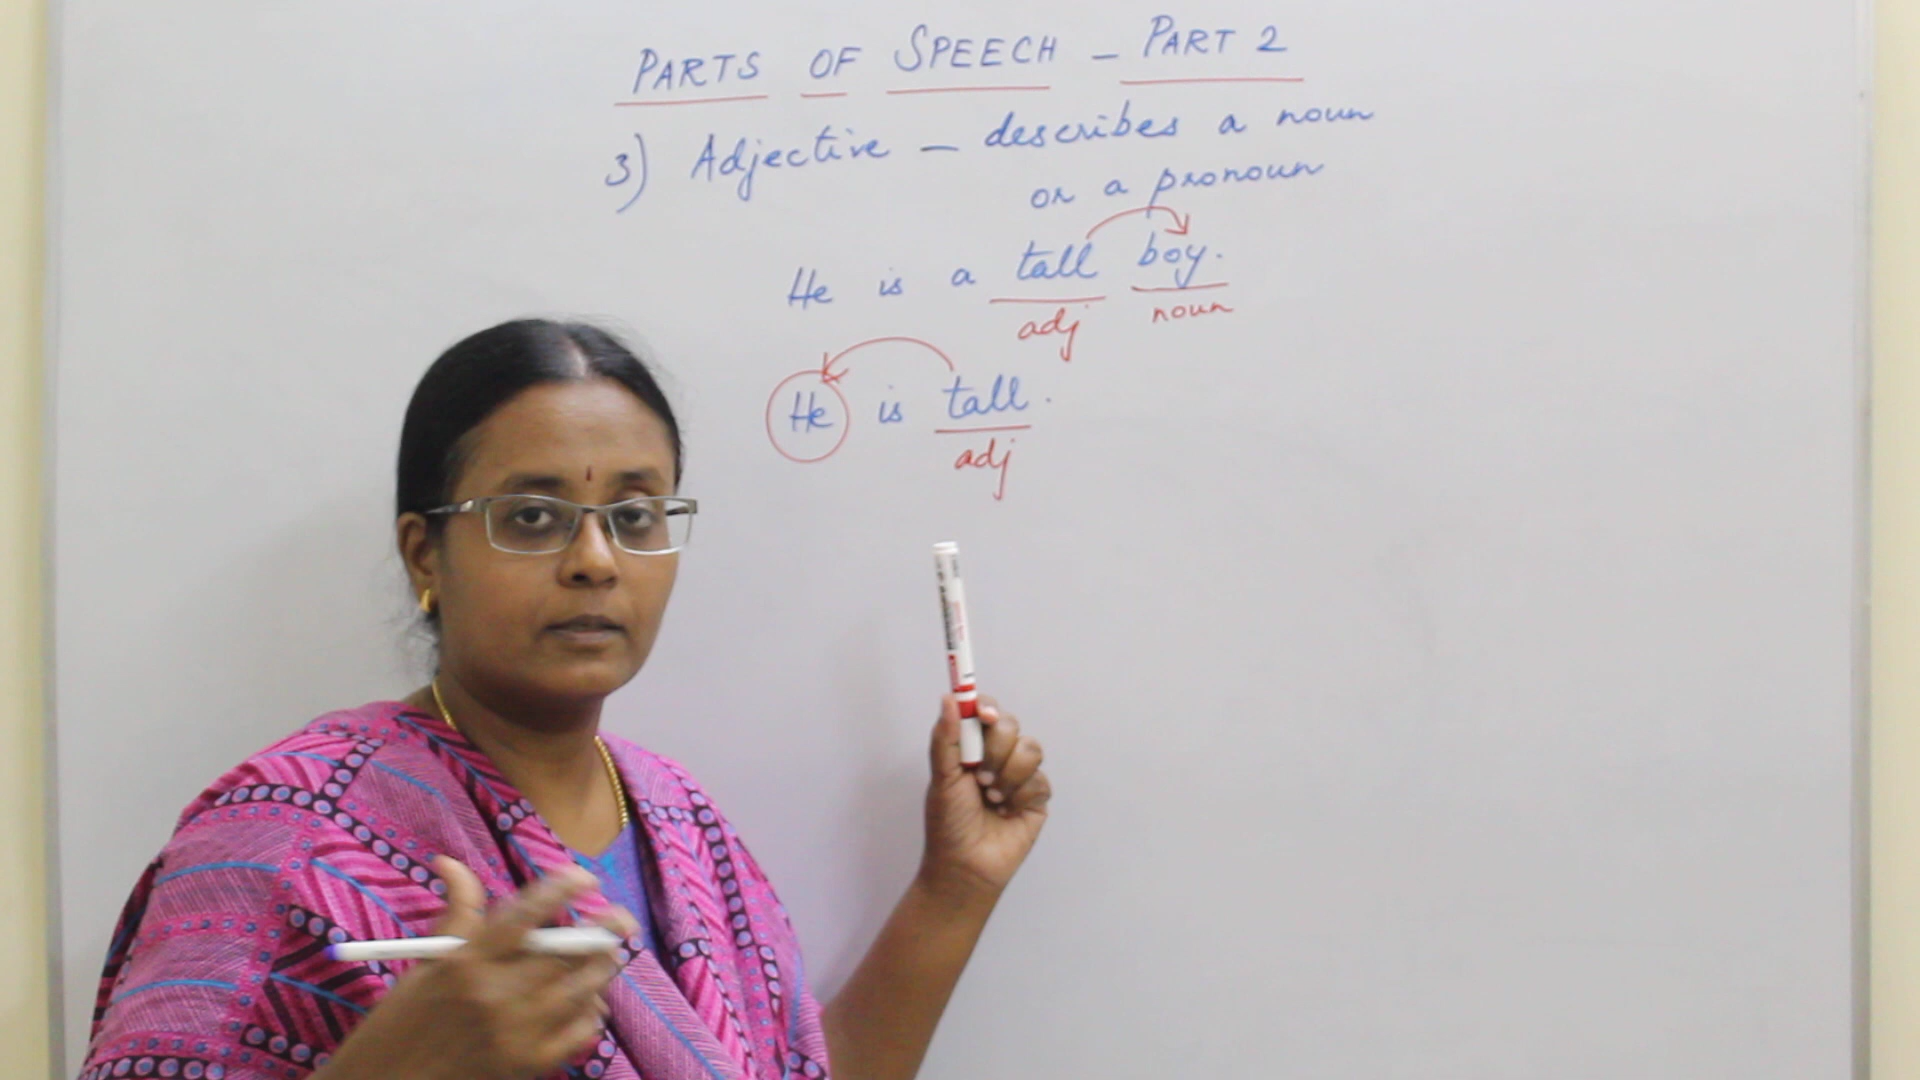 PARTS OF SPEECH - PART 2
3) Adjective - describes a noun
or a pronoun
He is a tall boy.
adj noun
He is tall.
adj